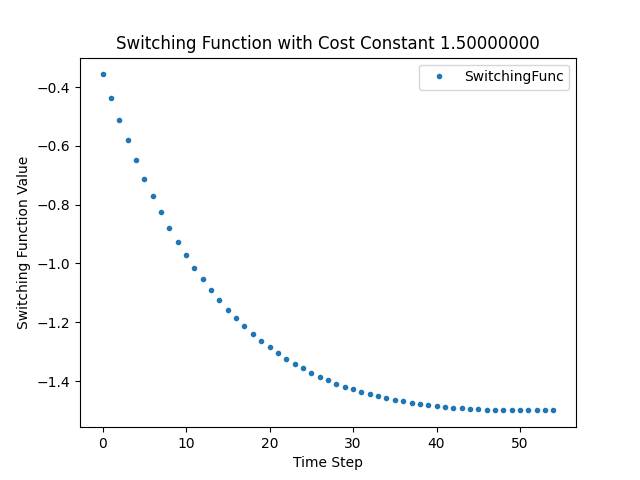 Switching Function with Cost Constant 1.50000000
SwitchingFunc
Switching Function Value
−0.4
−0.6
−0.8
−1.0
−1.2
−1.4
0 10 20 30 40 50
Time Step